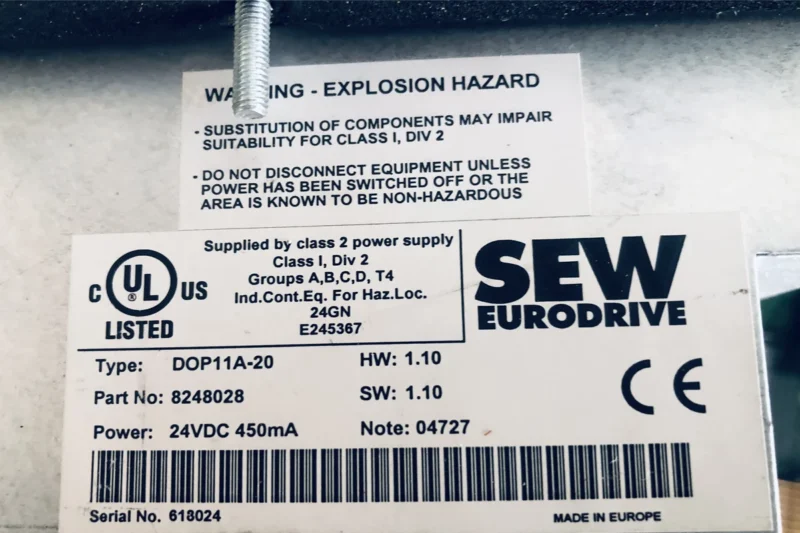 WA NG - EXPLOSION HAZARD
- SUBSTITUTION OF COMPONENTS MAY IMPAIR
SUITABILITY FOR CLASS I, DIV 2
- DO NOT DISCONNECT EQUIPMENT UNLESS
POWER HAS BEEN SWITCHED OFF OR THE
AREA IS KNOWN TO BE NON-HAZARDOUS
C UL ® US
LISTED
Supplied by class 2 power supply
Class I, Div 2
Groups A,B,C,D, T4
Ind.Cont.Eq. For Haz.Loc.
24GN
E245367
SEW
EURODRIVE
Type: DOP11A-20 HW: 1.10
Part No: 8248028 SW: 1.10
Power: 24VDC 450mA Note: 04727
CE
Serial No. 618024 MADE IN EUROPE